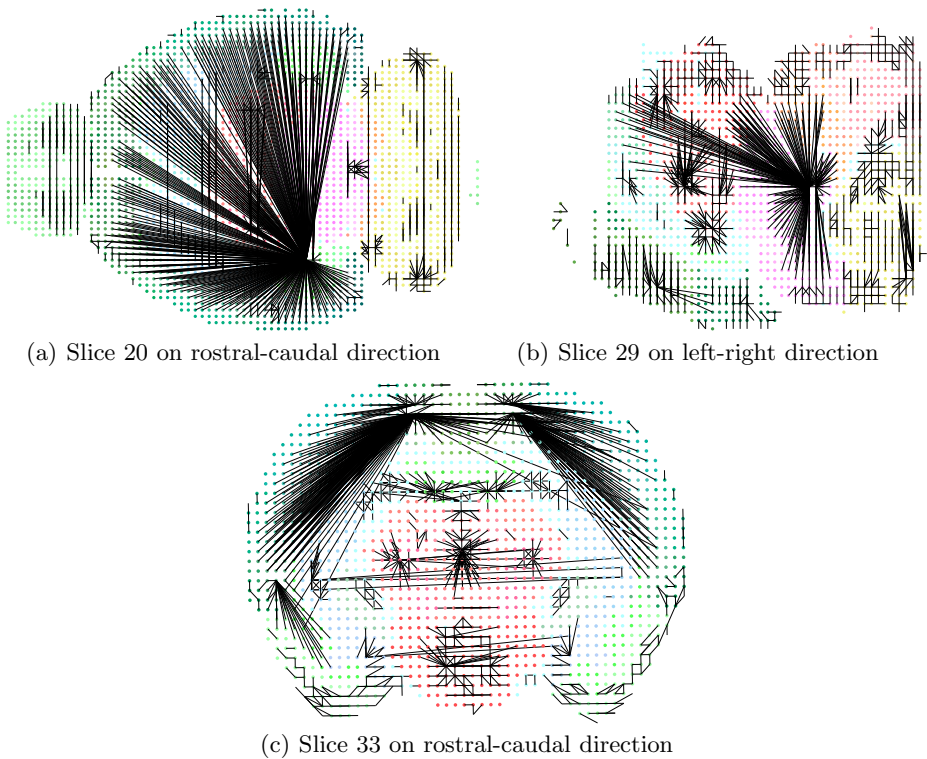 (a) Slice 20 on rostral-caudal direction
(b) Slice 29 on left-right direction
(c) Slice 33 on rostral-caudal direction